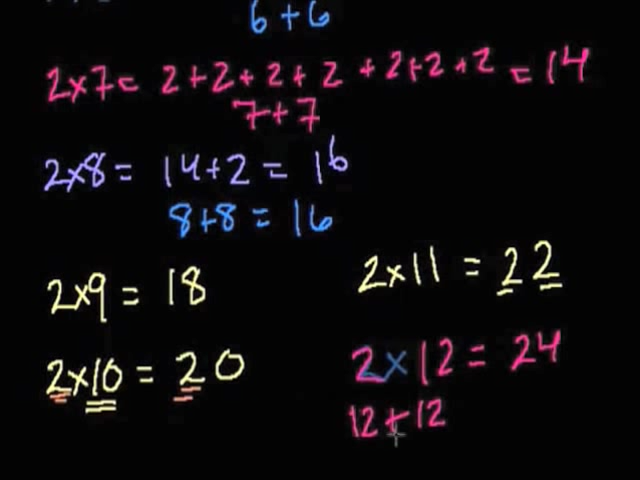 6 + 6
2x7= 2+2+2+2+2+2+2 = 14
7+7
2x8= 14+2 = 16
8+8 = 16
2x9 = 18
2x10 = 20
2x11 = 22
2x12 = 24
12+12